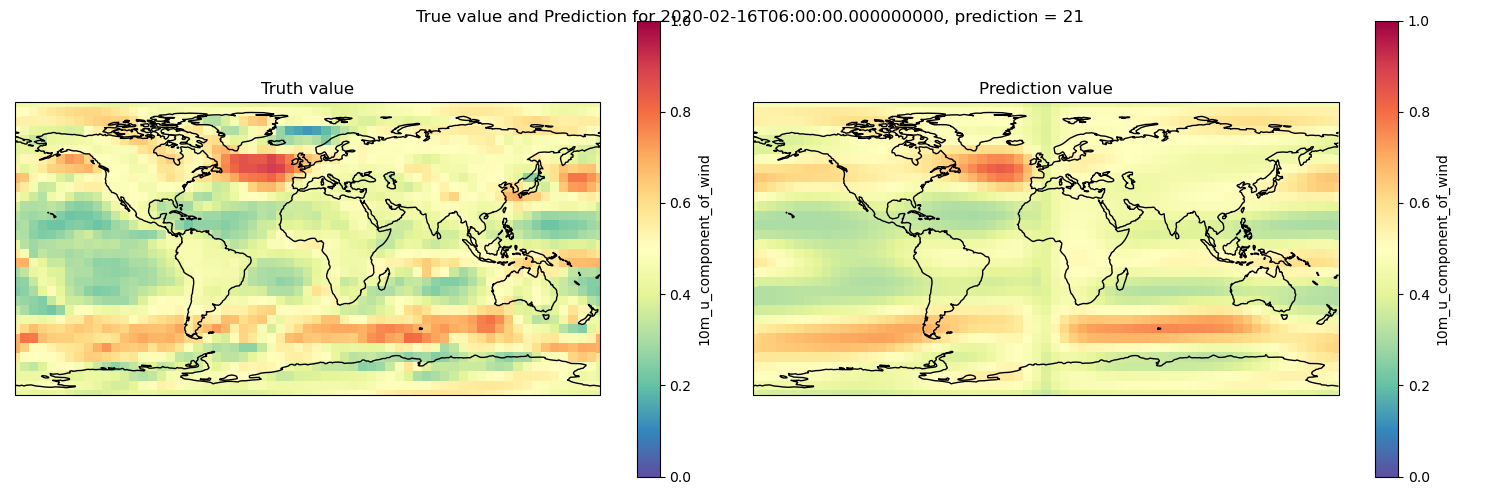 True value and Prediction for 2020-02-16T06:00:00.000000000, prediction = 21
Truth value
1.0
0.8
0.6
0.4
0.2
0.0
10m_u_component_of_wind
Prediction value
1.0
0.8
0.6
0.4
0.2
0.0
10m_u_component_of_wind